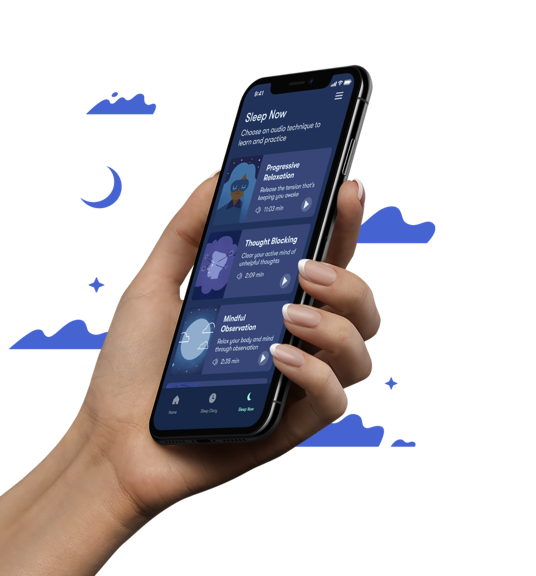 9:41
Sleep Now
Choose an audio technique to
learn and practice
Progressive
Relaxation
Release the tension that's
keeping you awake
11:03 min
Thought Blocking
Clear your active mind of
unhelpful thoughts
2:09 min
Mindful
Observation
Relax your body and mind
through observation
2:35 min
Home
Sleep Diary
Sleep Now